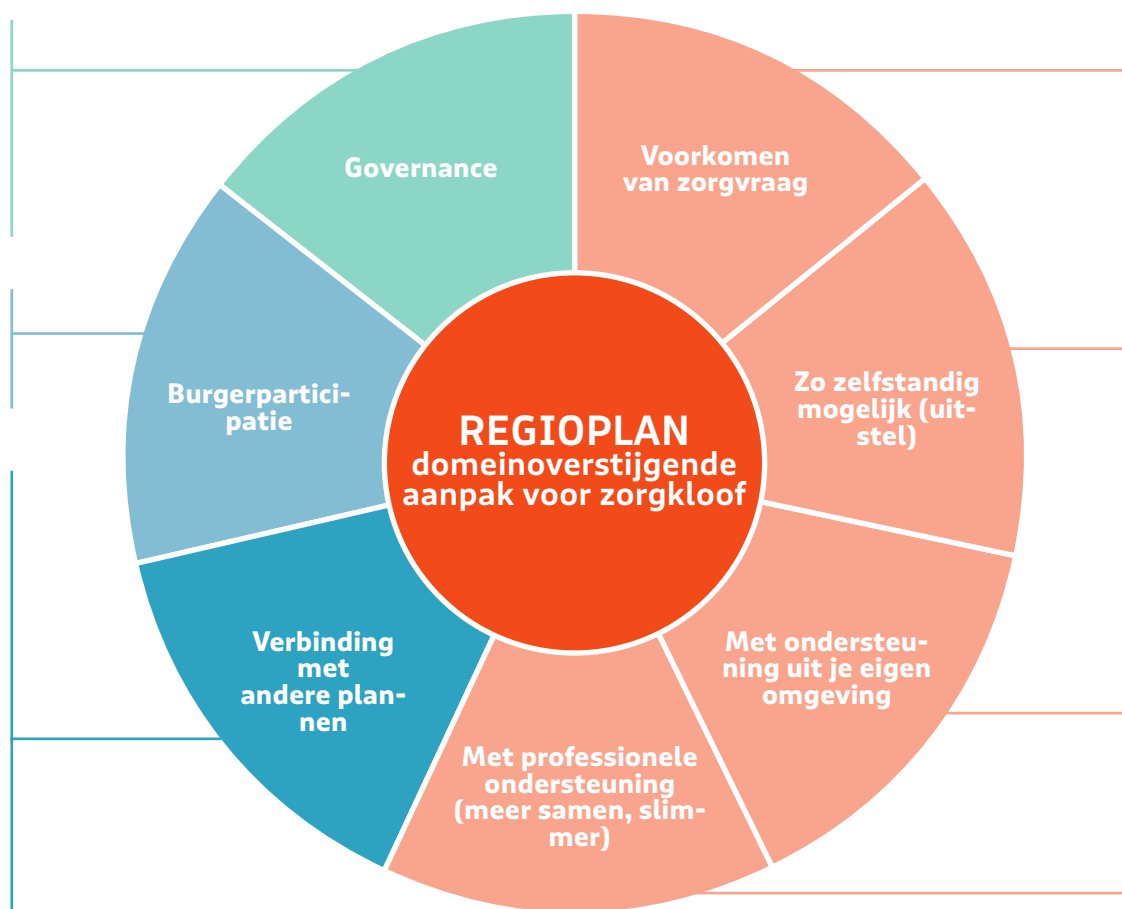 Governance
Voorkomen
van zorgvraag
Zo zelfstandig
mogelijk (uit-
stel)
Burgerpartici-
patie
REGIOPLAN
domeinoverstijgende
aanpak voor zorgkloof
Verbinding
met
andere plan-
nen
Met ondersteu-
ning uit je eigen
omgeving
Met professionele
ondersteuning
(meer samen, slim-
mer)